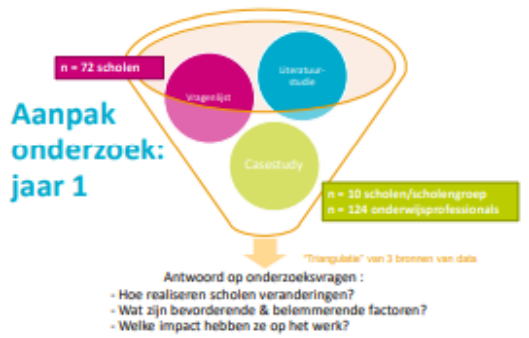 n = 72 scholen
Literatuur-
studie
Vragenlijst
Aanpak
onderzoek:
jaar 1
Casestudy
n = 10 scholen/scholengroep
n = 124 onderwijsprofessionals
"Triangulatie" van 3 bronnen van data
Antwoord op onderzoeksvragen :
- Hoe realiseren scholen veranderingen?
- Wat zijn bevorderende & belemmerende factoren?
- Welke impact hebben ze op het werk?